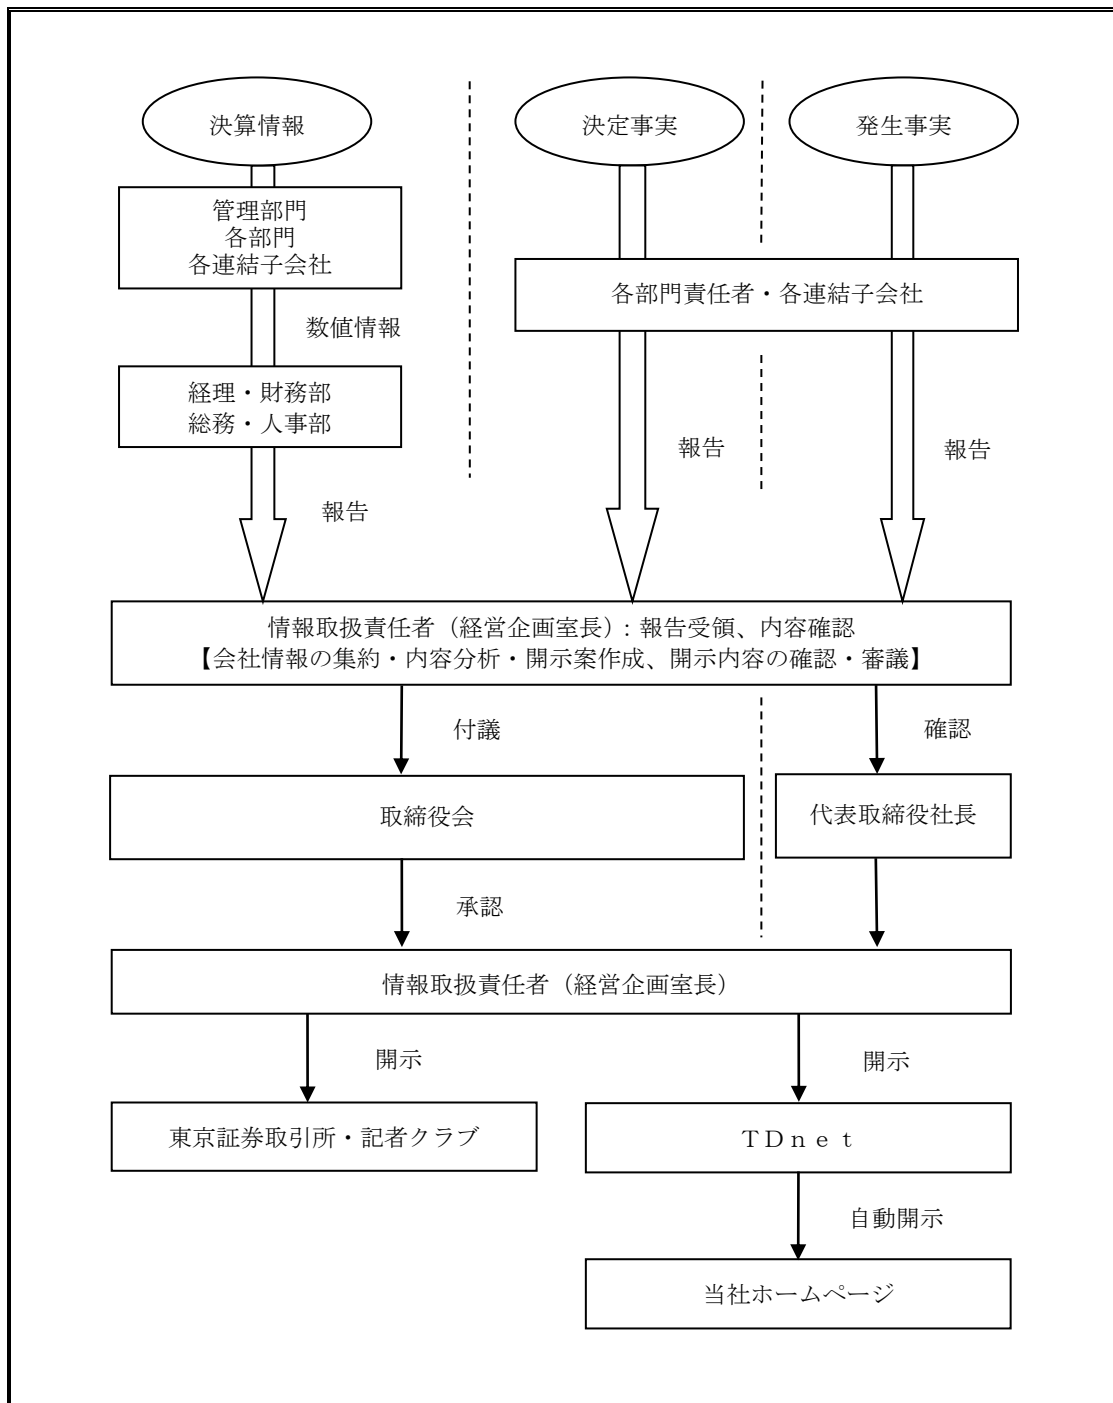 決算情報
決定事実
発生事実
管理部門
各部門
各連結子会社
各部門責任者・各連結子会社
数値情報
経理・財務部
総務・人事部
報告
報告
報告
情報取扱責任者（経営企画室長）：報告受領、内容確認
【会社情報の集約・内容分析・開示案作成、開示内容の確認・審議】
付議
確認
取締役会
代表取締役社長
承認
情報取扱責任者（経営企画室長）
開示
開示
東京証券取引所・記者クラブ
ＴＤｎｅｔ
自動開示
当社ホームページ